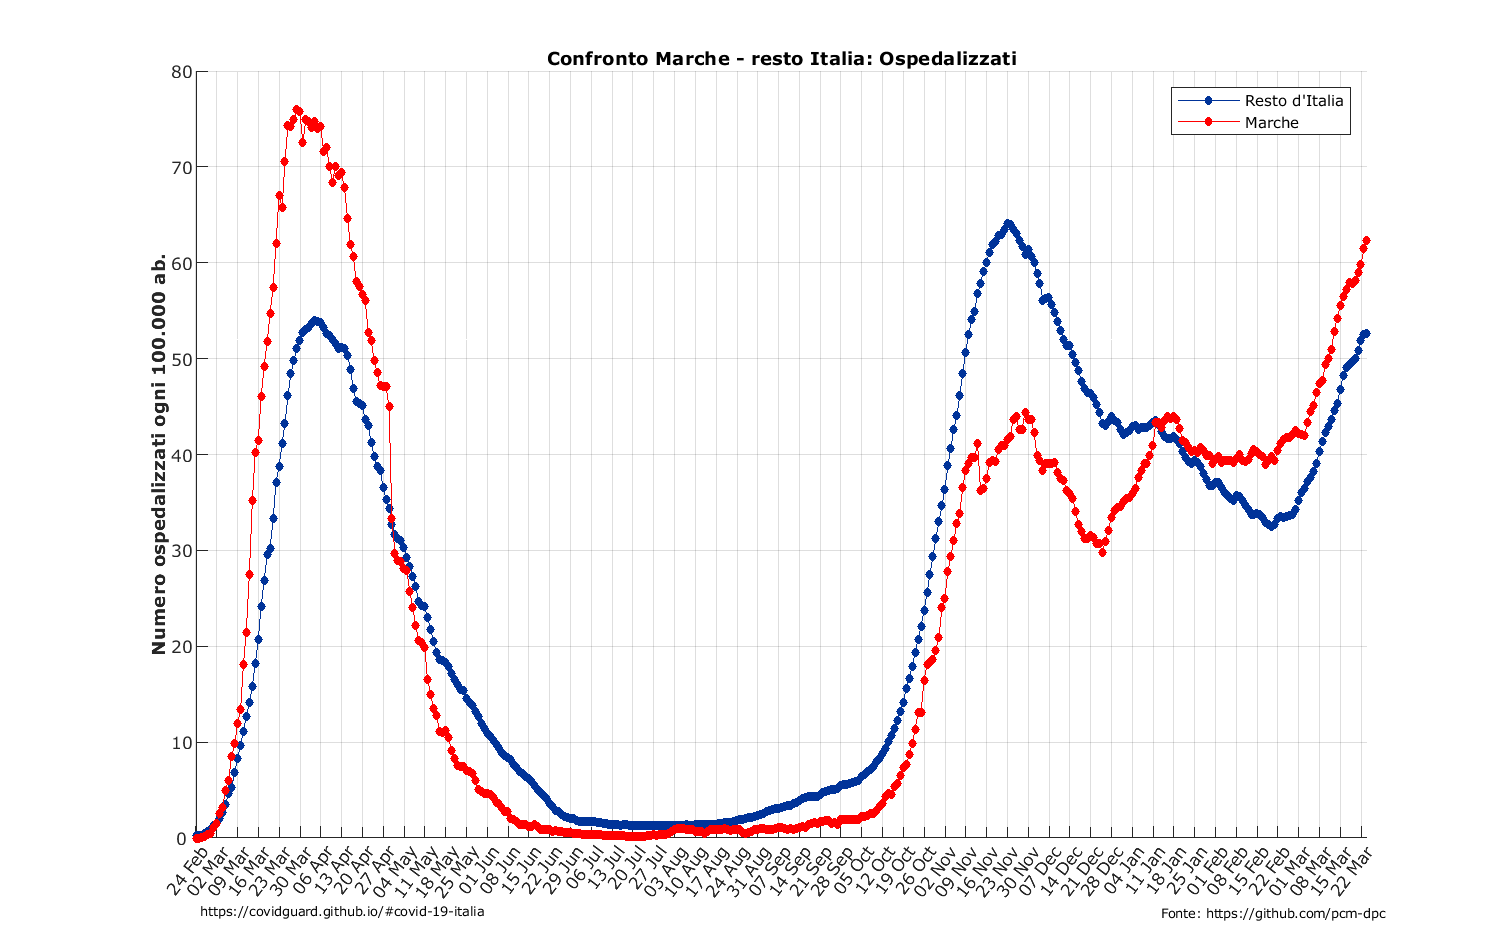 Confronto Marche - resto Italia: Ospedalizzati
Resto d'Italia
Marche
Numero ospedalizzati ogni 100.000 ab.
80
70
60
50
40
30
20
10
0
24 Feb
02 Mar
09 Mar
16 Mar
23 Mar
30 Mar
06 Apr
13 Apr
20 Apr
27 Apr
04 May
11 May
18 May
25 May
01 Jun
08 Jun
15 Jun
22 Jun
29 Jun
06 Jul
13 Jul
20 Jul
27 Jul
03 Aug
10 Aug
17 Aug
24 Aug
31 Aug
07 Sep
14 Sep
21 Sep
28 Sep
05 Oct
12 Oct
19 Oct
26 Oct
02 Nov
09 Nov
16 Nov
23 Nov
30 Nov
07 Dec
14 Dec
21 Dec
28 Dec
04 Jan
11 Jan
18 Jan
25 Jan
01 Feb
08 Feb
15 Feb
22 Feb
01 Mar
08 Mar
15 Mar
22 Mar
https://covidguard.github.io/#covid-19-italia
Fonte: https://github.com/pcm-dpc